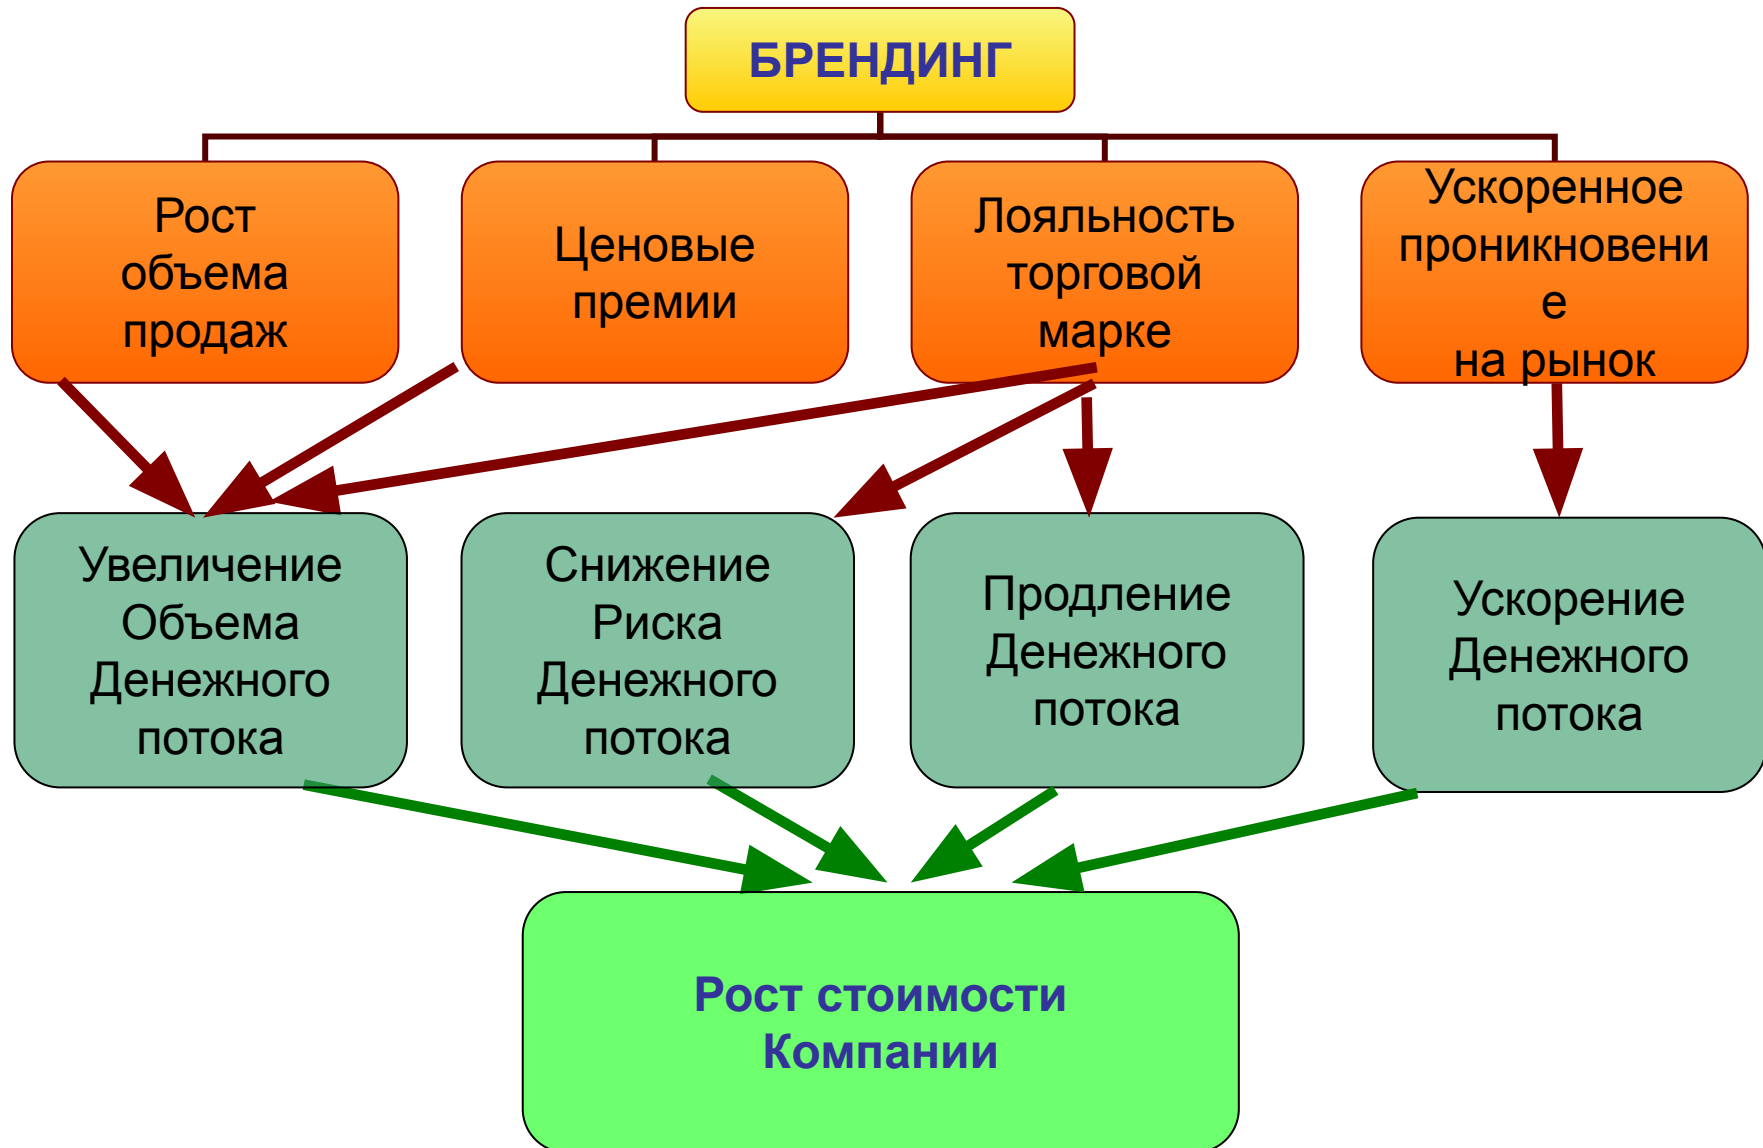 БРЕНДИНГ
Рост
объема
продаж
Ценовые
премии
Лояльность
торговой
марке
Ускоренное
проникновени
е
на рынок
Увеличение
Объема
Денежного
потока
Снижение
Риска
Денежного
потока
Продление
Денежного
потока
Ускорение
Денежного
потока
Рост стоимости
Компании